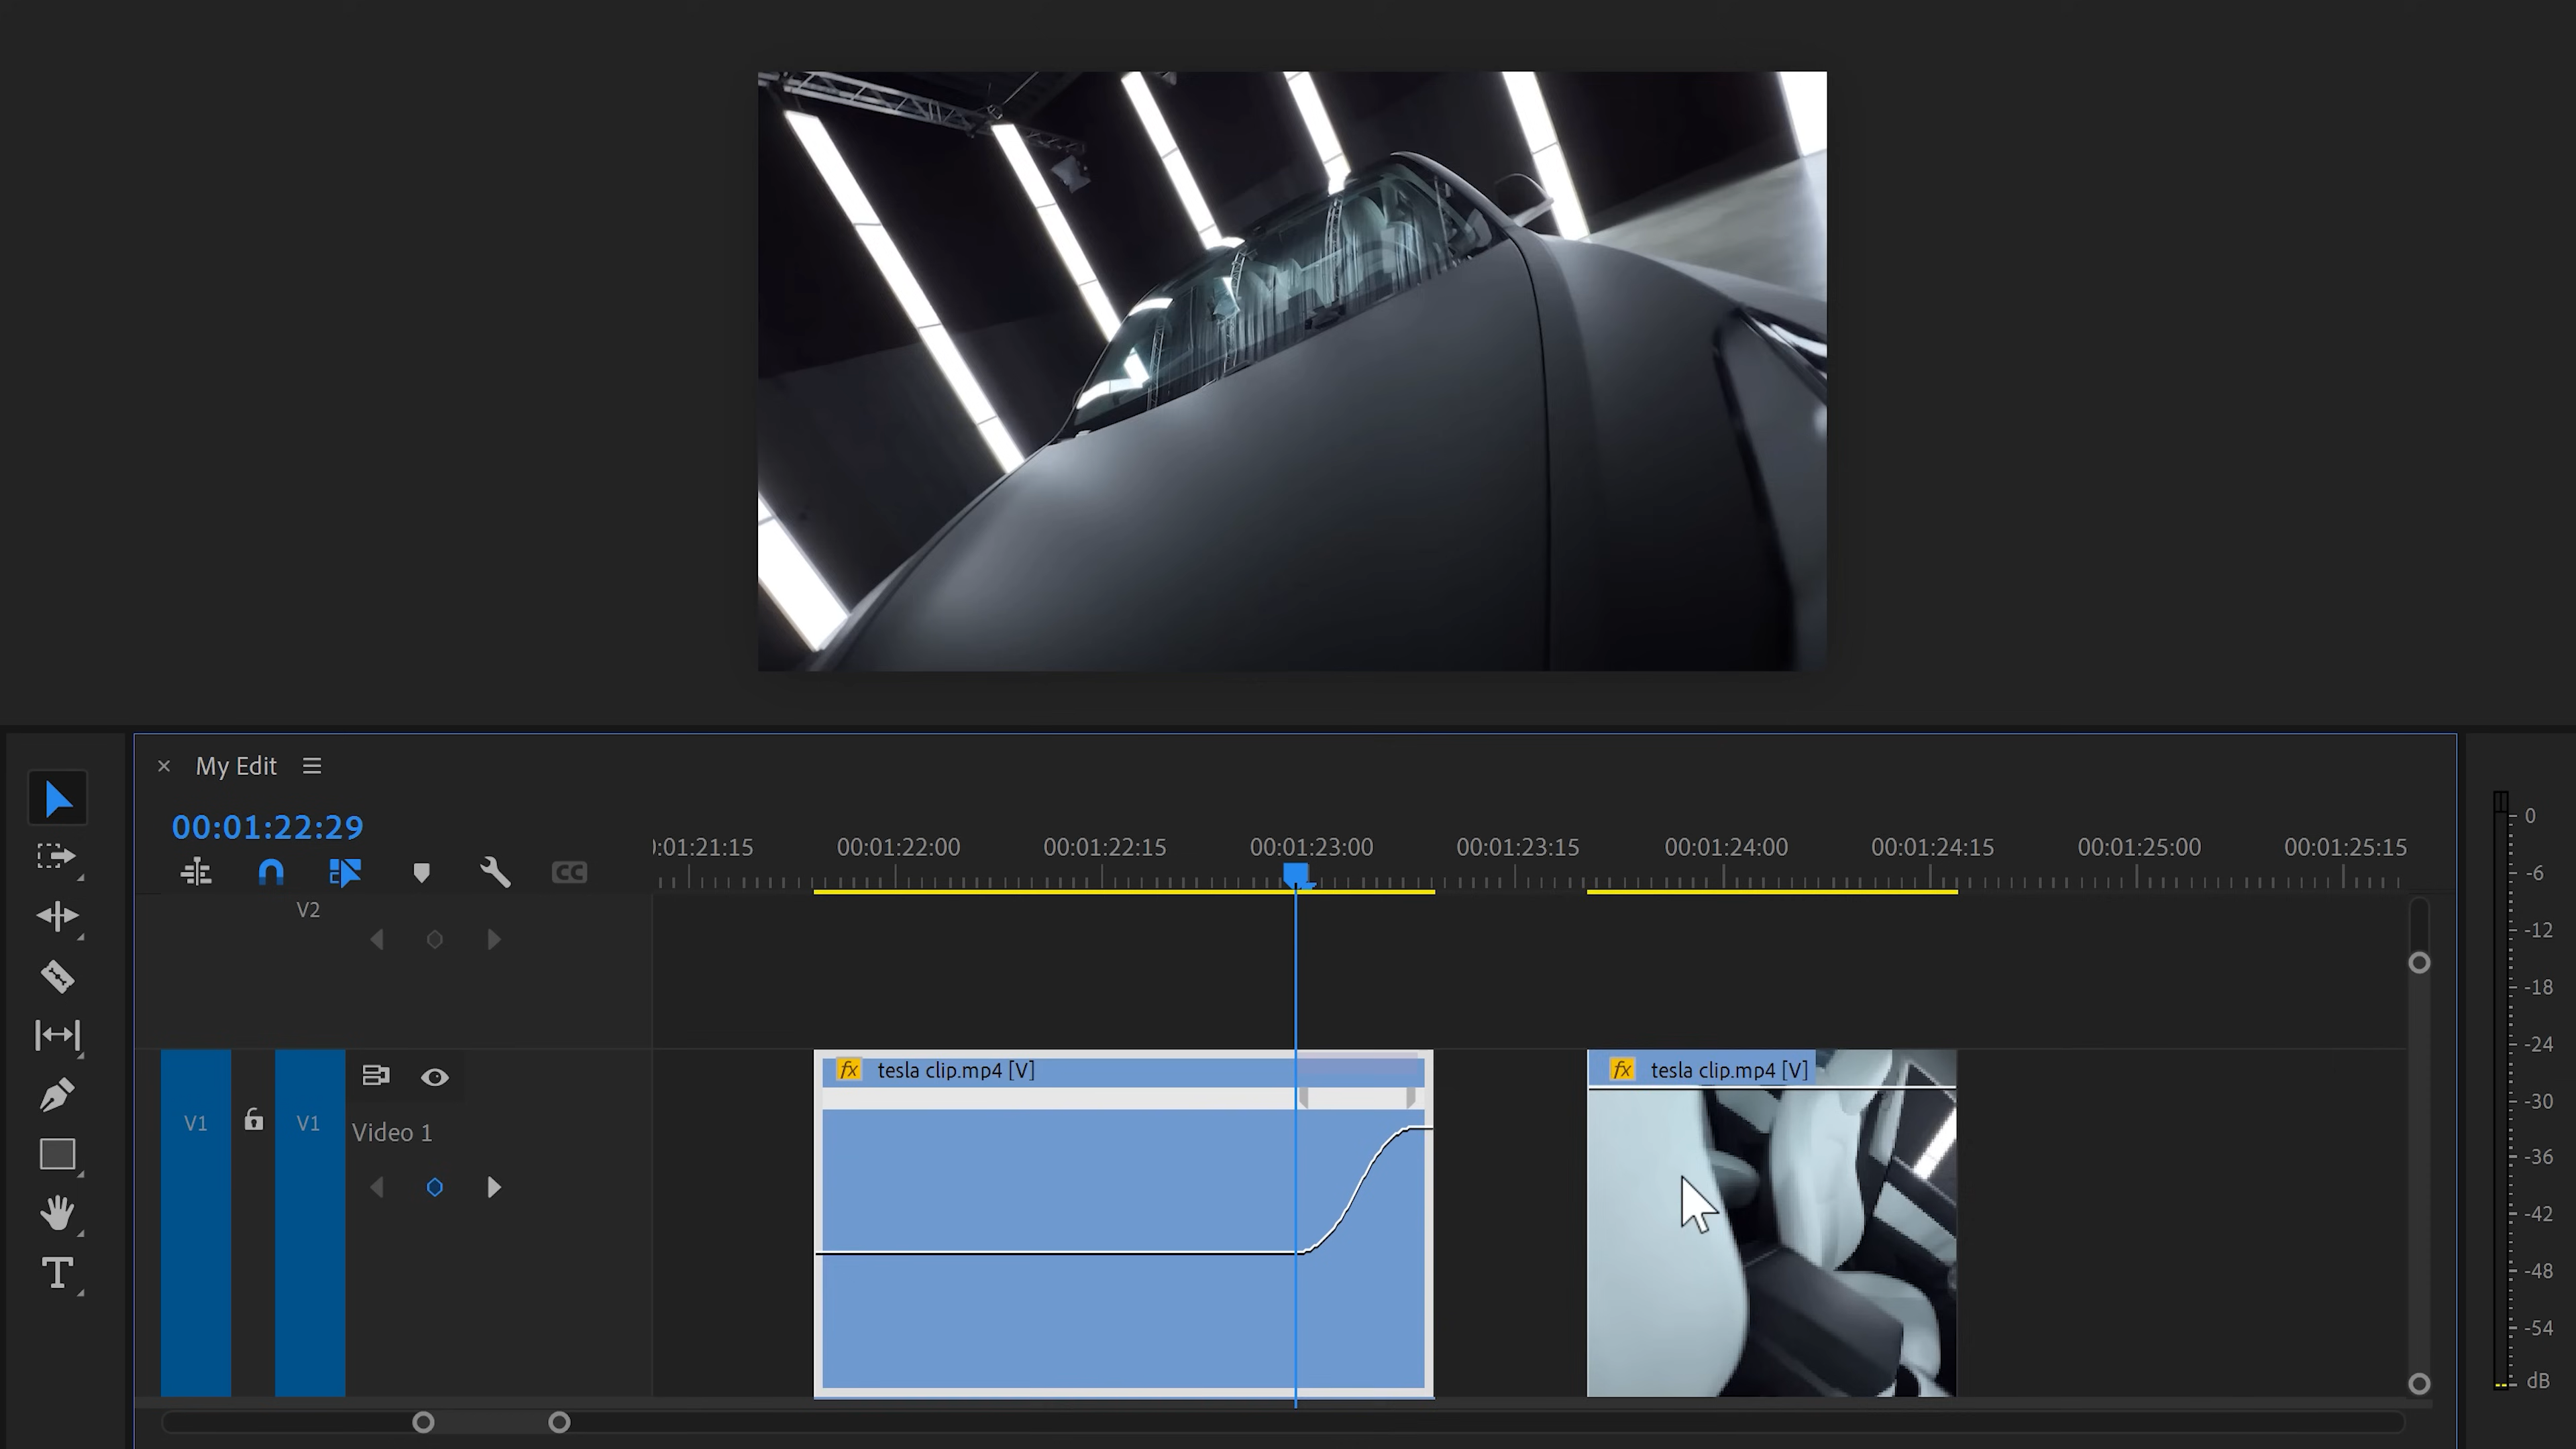 My Edit
00:01:22:29
):01:21:15 00:01:22:00 00:01:22:15 00:01:23:00 00:01:23:15 00:01:24:00 00:01:24:15 00:01:25:00 00:01:25:15
CC
V2
fx tesla clip.mp4 [V]
fx tesla clip.mp4 [V]
V1
V1
Video 1
T
0
-6
-12
-18
-24
-30
-36
-42
-48
-54
dB